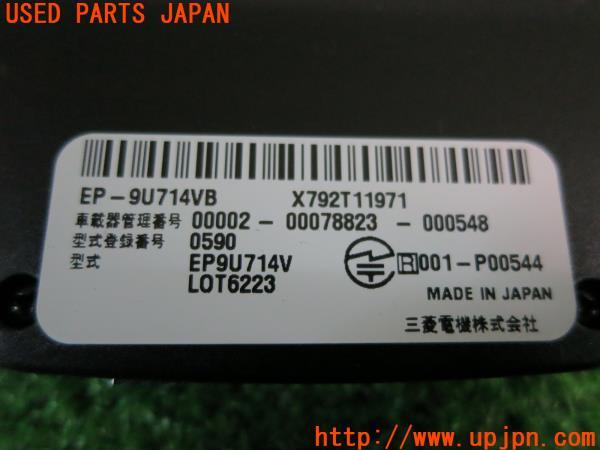 USED PARTS JAPAN
EP-9U714VB X792T11971
車載器管理番号 00002-00078823-000548
型式登録番号 0590
型式 EP9U714V
LOT6223
R 001-P00544
MADE IN JAPAN
三菱電機株式会社
https://www.upjpn.com/